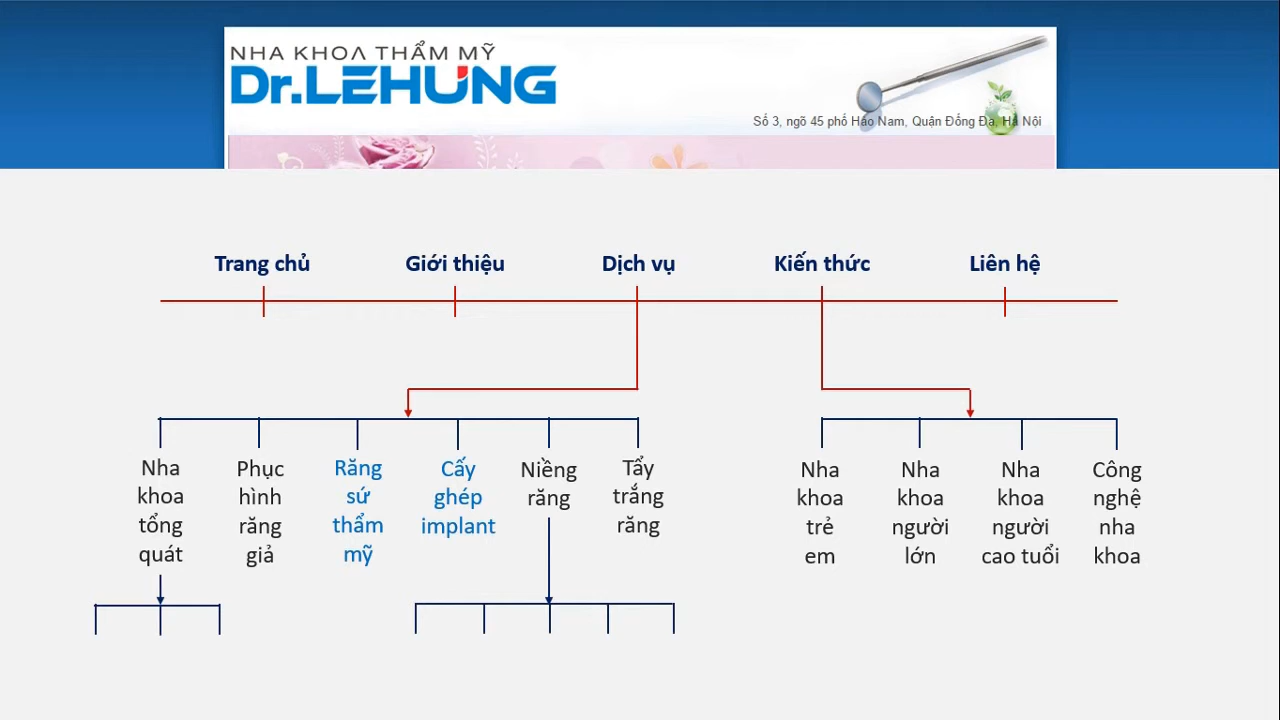 NHA KHOA THẨM MỸ
Dr.LEHÙNG
Số 3, ngõ 45 phố Hào Nam, Quận Đống Đa, Hà Nội
Trang chủ
Giới thiệu
Dịch vụ
Kiến thức
Liên hệ
Nha
khoa
tổng
quát
Phục
hình
răng
giả
Răng
sứ
thẩm
mỹ
Cấy
ghép
implant
Niềng
răng
Tẩy
trắng
răng
Nha
khoa
trẻ
em
Nha
khoa
người
lớn
Nha
khoa
người
cao tuổi
Công
nghệ
nha
khoa